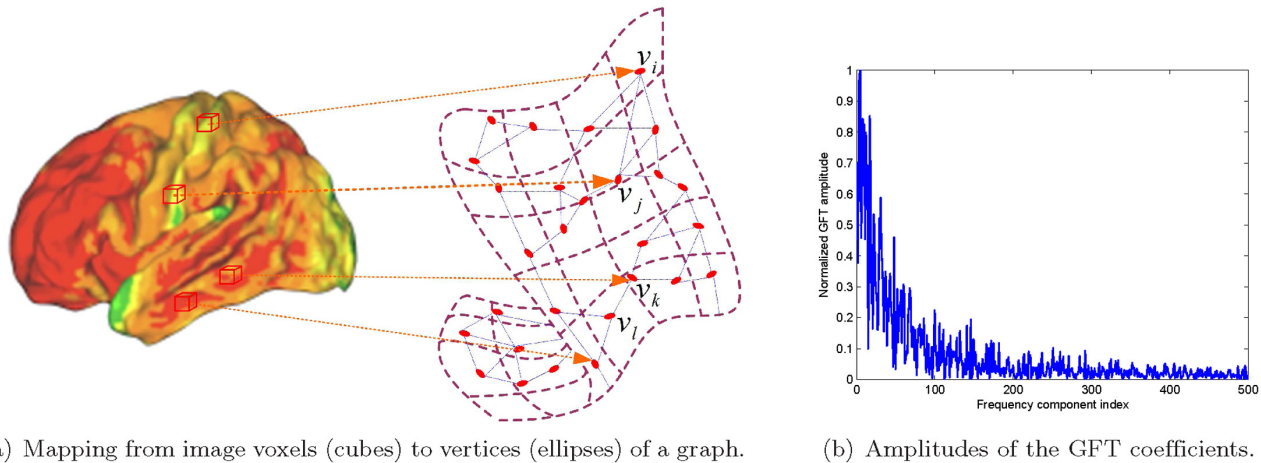 v_i
v_j
v_k
v_l
1
0.9
0.8
0.7
0.6
0.5
0.4
0.3
0.2
0.1
0
Normalized GFT amplitude
0 100 200 300 400 500
Frequency component index
) Mapping from image voxels (cubes) to vertices (ellipses) of a graph.
(b) Amplitudes of the GFT coefficients.